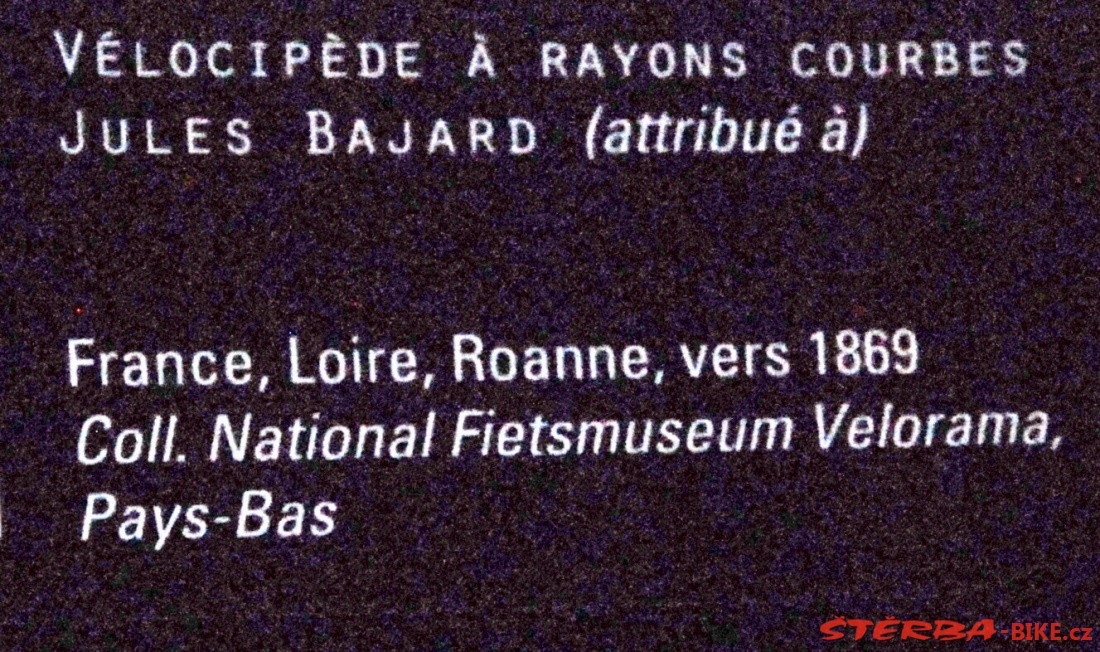 VÉLOCIPÈDE À RAYONS COURBES
JULES BAJARD (attribué à)
France, Loire, Roanne, vers 1869
Coll. National Fietsmuseum Velorama,
Pays-Bas
ŠTĚRBA-BIKE.cz